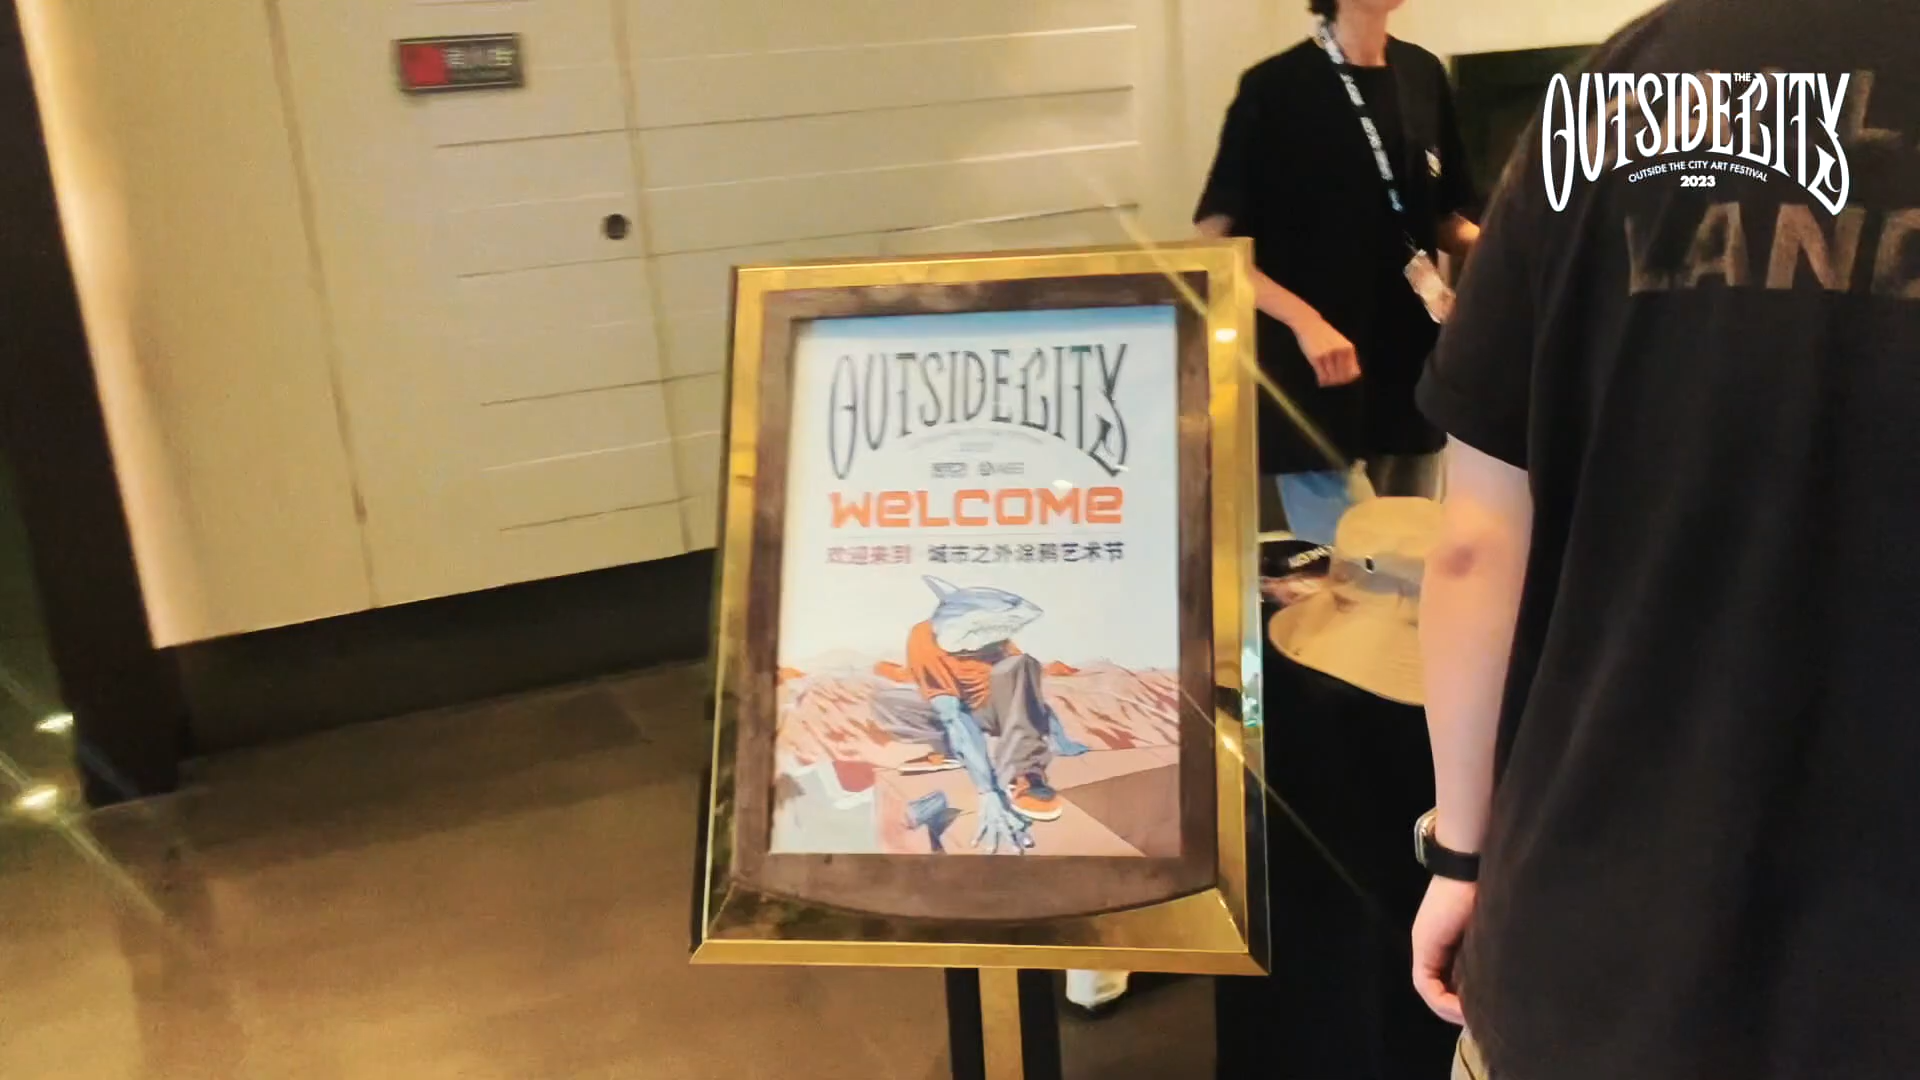 OUTSIDE THE CITY
OUTSIDE THE CITY ART FESTIVAL
2023
LAND
OUTSIDE CITY
WELCOME
欢迎来到 城市之外涂鸦艺术节